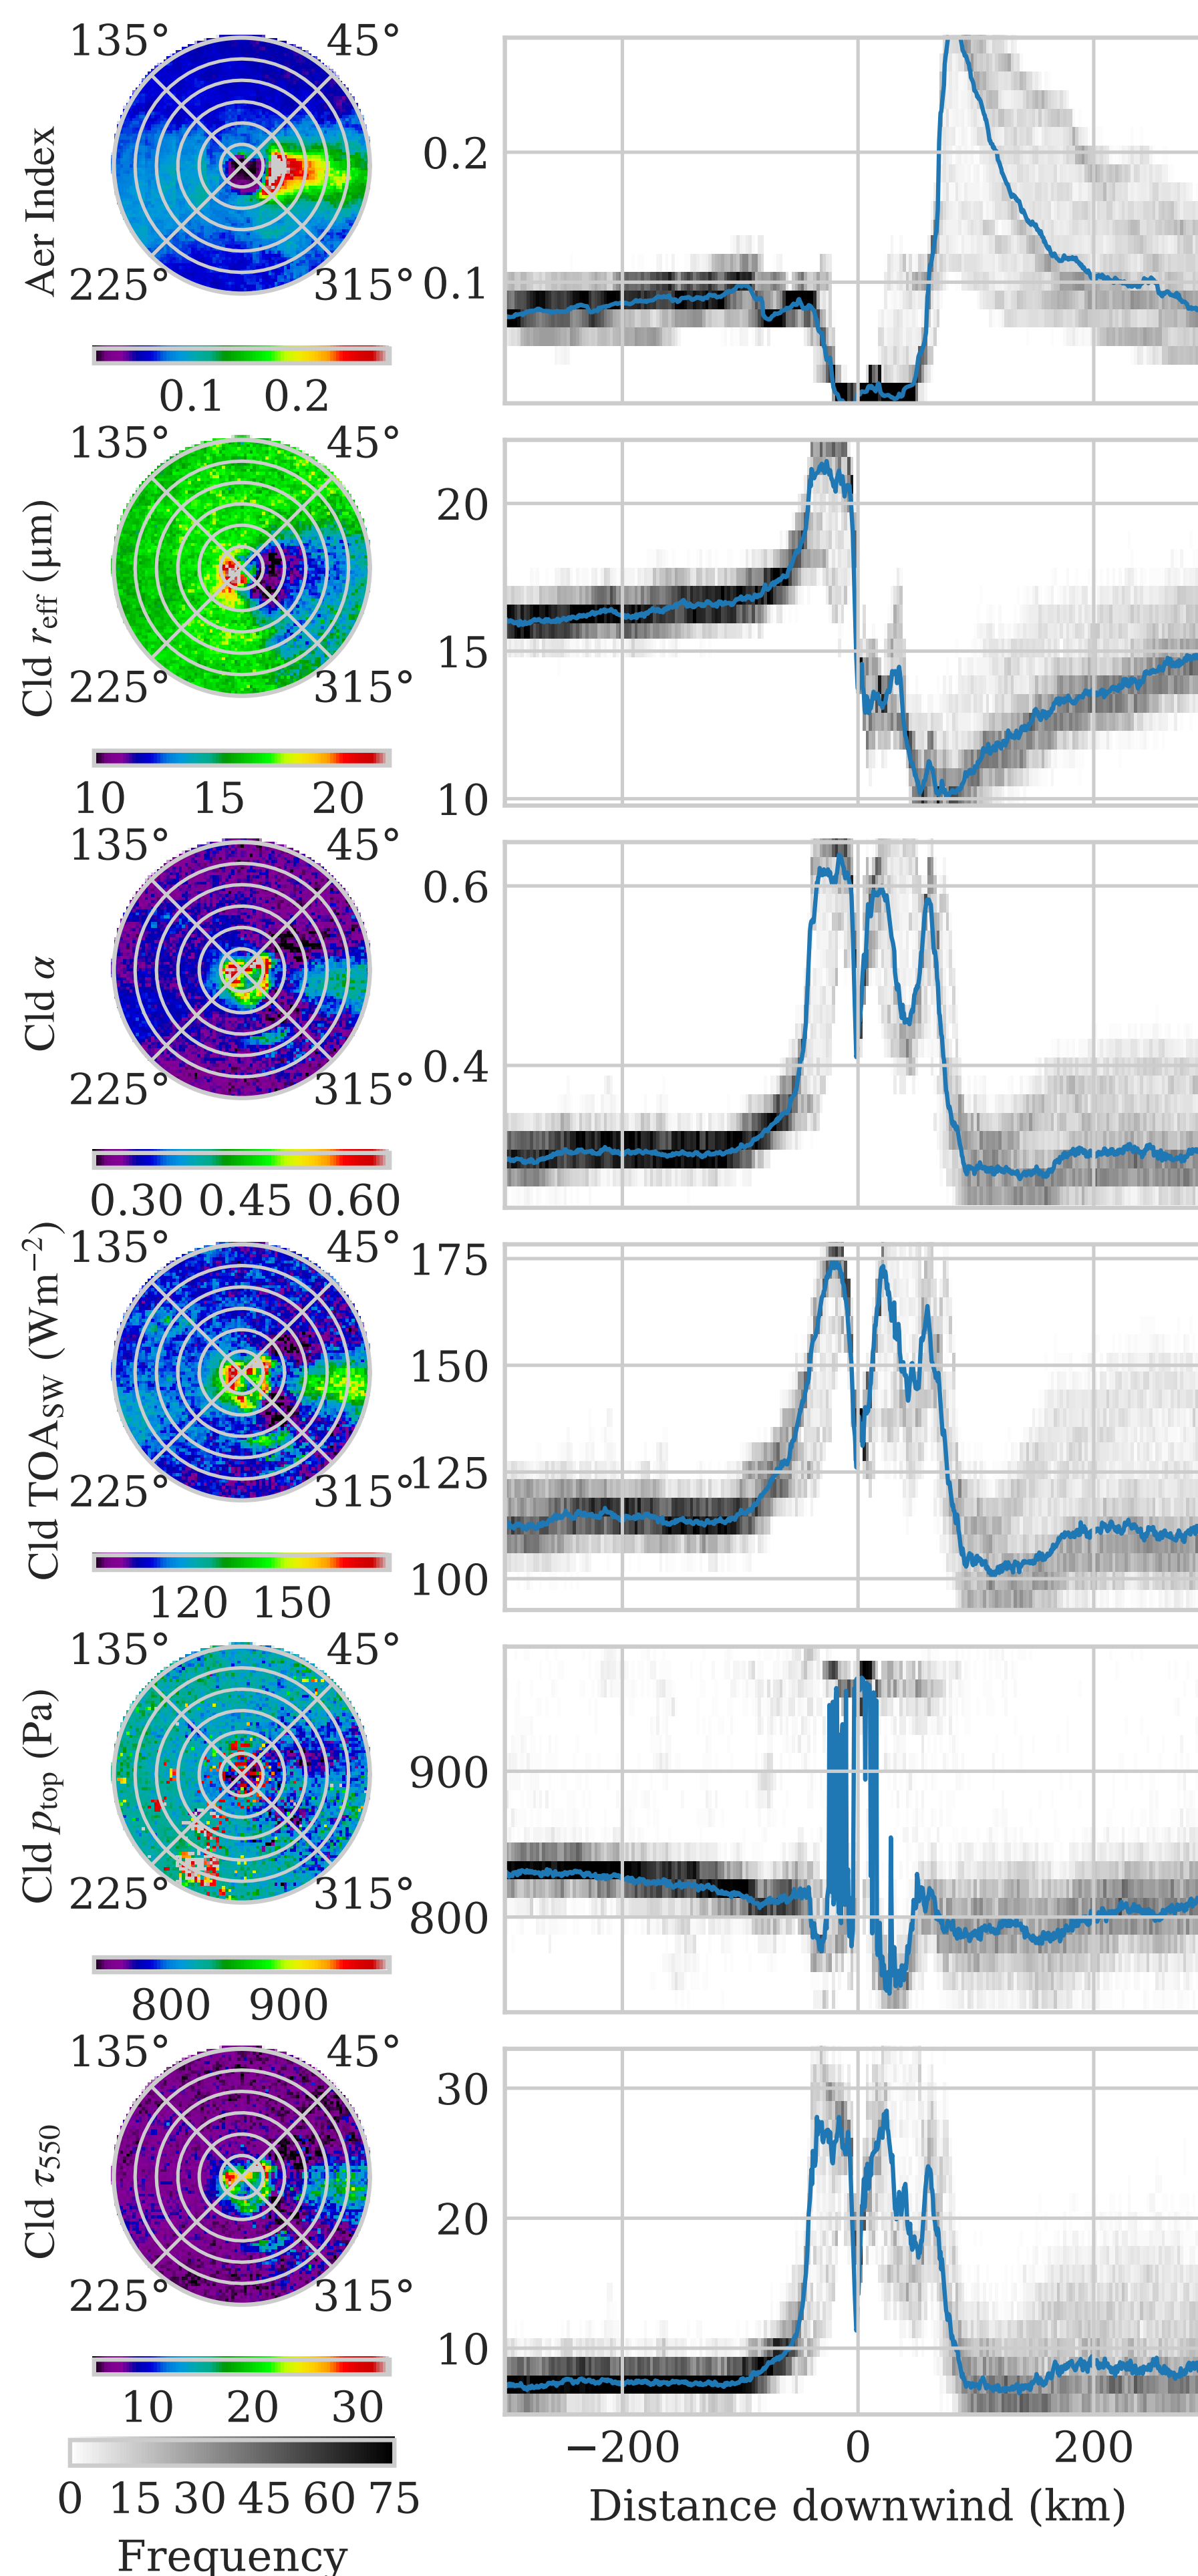 135° 45°
Aer Index
225° 315°
0.1 0.2
0.2
0.1
135° 45°
Cld r_eff (μm)
225° 315°
10 15 20
20
15
10
135° 45°
Cld α
225° 315°
0.30 0.45 0.60
0.6
0.4
135° 45°
Cld TOA_SW (Wm⁻²)
225° 315°
120 150
175
150
125
100
135° 45°
Cld p_top (Pa)
225° 315°
800 900
900
800
135° 45°
Cld τ_550
225° 315°
10 20 30
30
20
10
0 15 30 45 60 75
Frequency
−200 0 200
Distance downwind (km)